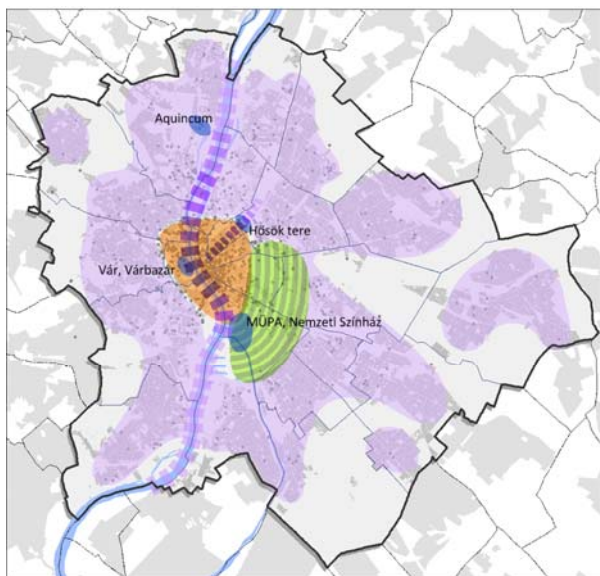 Aquincum
Hősök tere
Vár, Várbazár
MÜPA, Nemzeti Színház